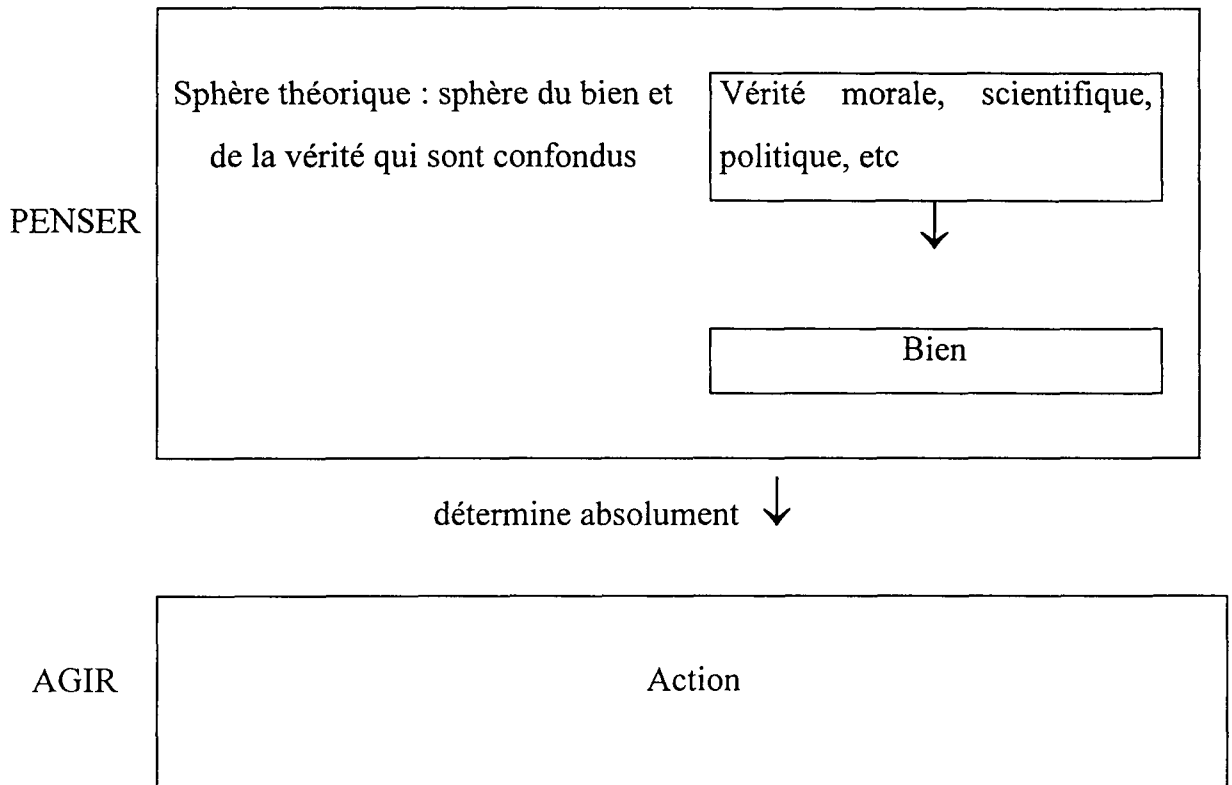 Sphère théorique : sphère du bien et
de la vérité qui sont confondus
Vérité morale, scientifique,
politique, etc
PENSER
Bien
détermine absolument
AGIR
Action